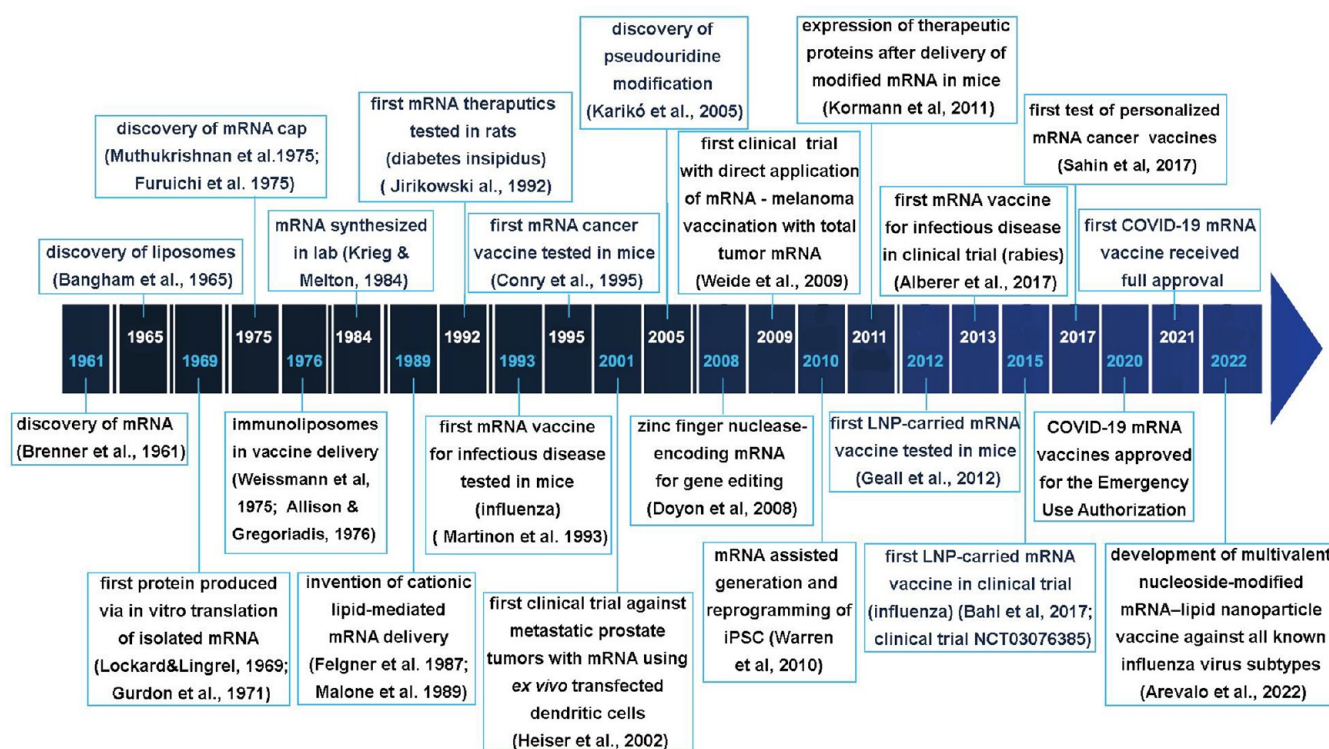 discovery of liposomes
(Bangham et al., 1965)
discovery of mRNA cap
(Muthukrishnan et al.1975;
Furuichi et al. 1975)
mRNA synthesized
in lab (Krieg &
Melton, 1984)
first mRNA theraputics
tested in rats
(diabetes insipidus)
( Jirikowski al., 1992)
first mRNA cancer
vaccine tested in mice
(Conry et al., 1995)
discovery of
pseudouridine
modification
(Karikó et al., 2005)
first clinical trial
with direct application
of mRNA - melanoma
vaccination with total
tumor mRNA
(Weide et al., 2009)
expression of therapeutic
proteins after delivery of
modified mRNA in mice
(Kormann et al, 2011)
first mRNA vaccine
for infectious disease
in clinical trial (rabies)
(Alberer et al., 2017)
first test of personalized
mRNA cancer vaccines
(Sahin et al, 2017)
first COVID-19 mRNA
vaccine received
full approval
1961
1965
1969
1975
1976
1984
1989
1992
1993
1995
2001
2005
2008
2009
2010
2011
2012
2013
2015
2017
2020
2021
2022
discovery of mRNA
(Brenner et al., 1961)
first protein produced
via in vitro translation
of isolated mRNA
(Lockard&Lingrel, 1969;
Gurdon et al., 1971)
immunoliposomes
in vaccine delivery
(Weissmann et al,
1975; Allison &
Gregoriadis, 1976)
invention of cationic
lipid-mediated
mRNA delivery
(Felgner et al. 1987;
Malone et al. 1989)
first mRNA vaccine
for infectious disease
tested in mice
(influenza)
( Martinon et al. 1993)
first clinical trial against
metastatic prostate
tumors with mRNA using
ex vivo transfected
dendritic cells
(Heiser et al., 2002)
zinc finger nuclease-
encoding mRNA
for gene editing
(Doyon et al, 2008)
mRNA assisted
generation and
reprogramming of
iPSC (Warren
et al, 2010)
first LNP-carried mRNA
vaccine tested in mice
(Geall et al., 2012)
first LNP-carried mRNA
vaccine in clinical trial
(influenza) (Bahl et al, 2017;
clinical trial NCT03076385)
COVID-19 mRNA
vaccines approved
for the Emergency
Use Authorization
development of multivalent
nucleoside-modified
mRNA–lipid nanoparticle
vaccine against all known
influenza virus subtypes
(Arevalo et al., 2022)